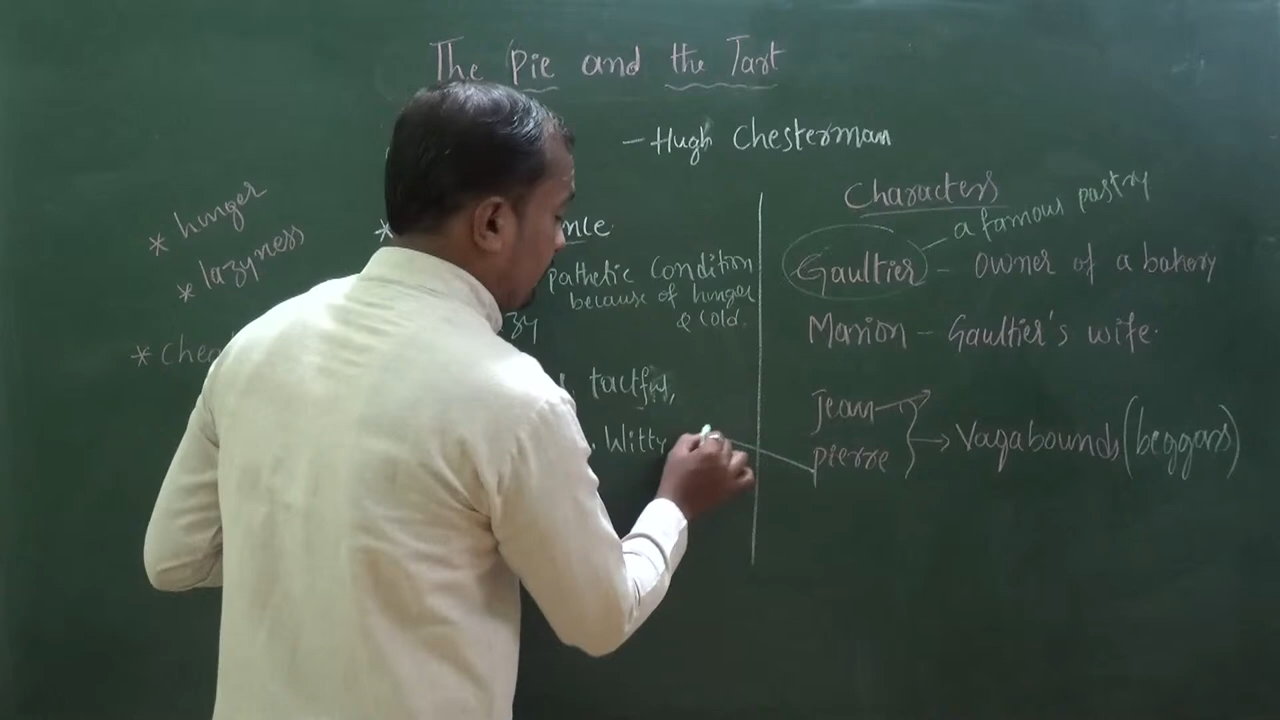 The Pie and the Tart
- Hugh Chesterman
* hunger
* lazyness
*
pathetic condition
because of hunger
& cold.
tactful,
, Witty
Characters
a famous pastry
Gaultier - Owner of a bakery
Marion - Gaultier's wife.
Jean
pierre
Vagabounds (beggars)